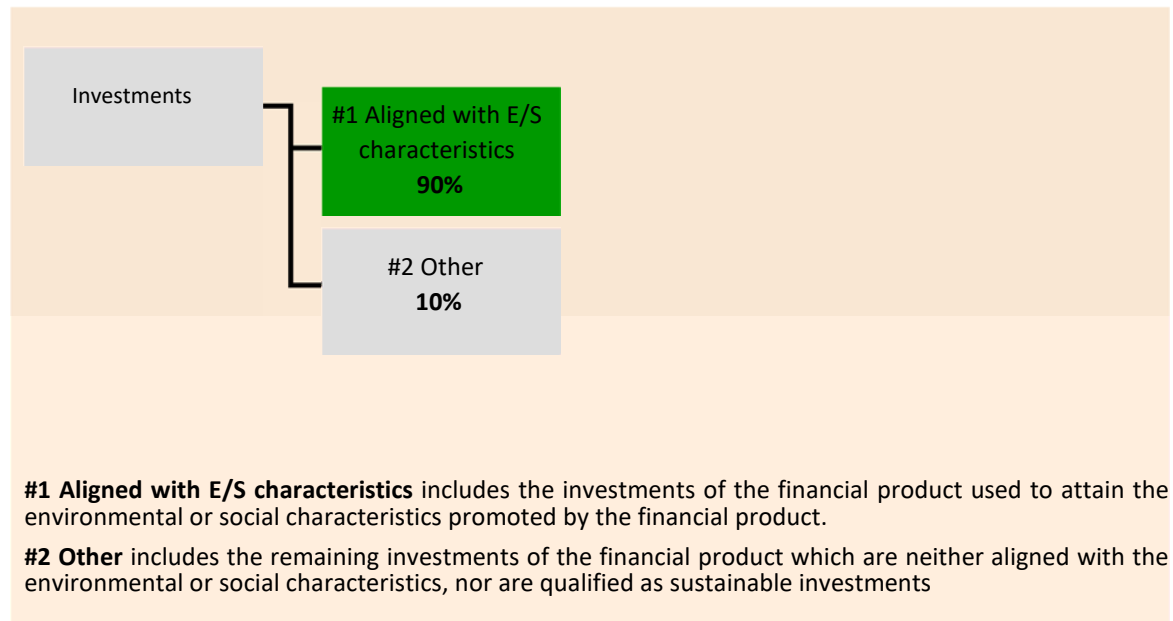 Investments
#1 Aligned with E/S
characteristics
90%
#2 Other
10%
#1 Aligned with E/S characteristics includes the investments of the financial product used to attain the
environmental or social characteristics promoted by the financial product.
#2 Other includes the remaining investments of the financial product which are neither aligned with the
environmental or social characteristics, nor are qualified as sustainable investments